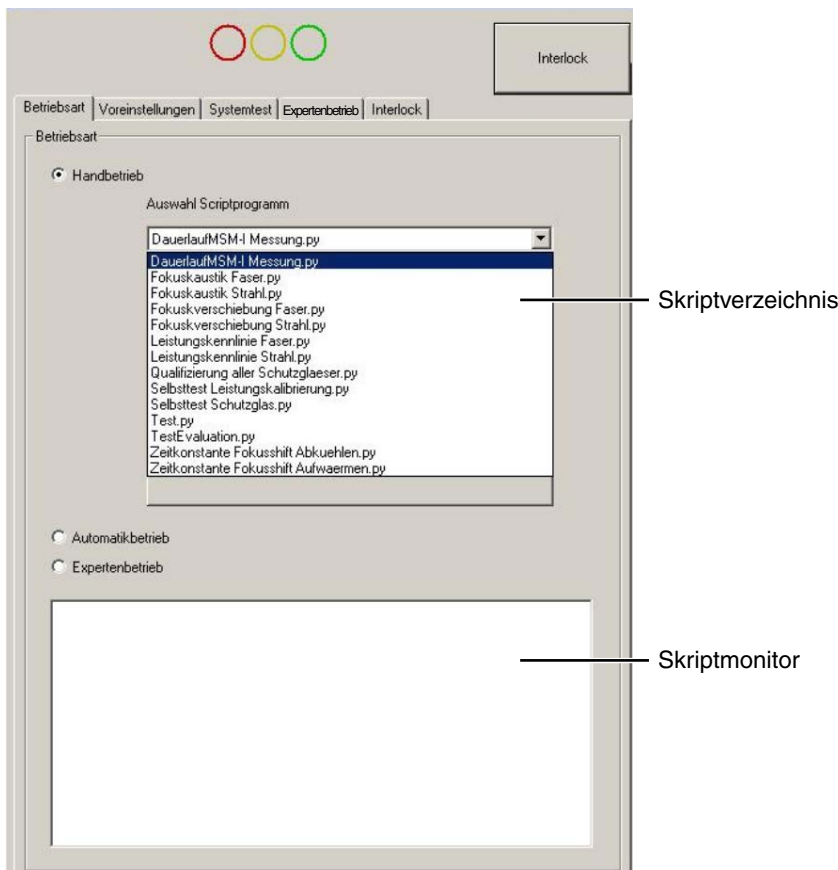 Interlock
Betriebsart Voreinstellungen Systemtest Expertenbetrieb Interlock
Betriebsart
Handbetrieb
Auswahl Scriptprogramm
DauerlaufMSM-I Messung.py
DauerlaufMSM-I Messung.py
Fokuskaustik Faser.py
Fokuskaustik Strahl.py
Fokuskverschiebung Faser.py
Fokuskverschiebung Strahl.py
Leistungskennlinie Faser.py
Leistungskennlinie Strahl.py
Qualifizierung aller Schutzglaeser.py
Selbsttest Leistungskalibrierung.py
Selbsttest Schutzglas.py
Test.py
TestEvaluation.py
Zeitkonstante Fokusshift Abkuehlen.py
Zeitkonstante Fokusshift Aufwaermen.py
Skriptverzeichnis
Automatikbetrieb
Expertenbetrieb
Skriptmonitor